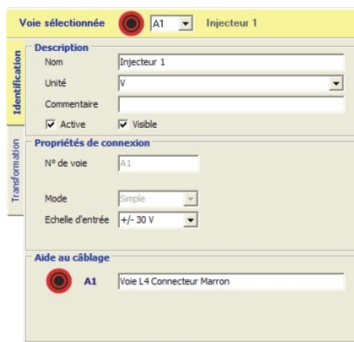 Voie sélectionnée A1 Injecteur 1
Identification
Transformation
Description
Nom Injecteur 1
Unité V
Commentaire
Active Visible
Propriétés de connexion
N° de voie A1
Mode Simple
Echelle d'entrée +/- 30 V
Aide au câblage
A1 Voie L4 Connecteur Marron